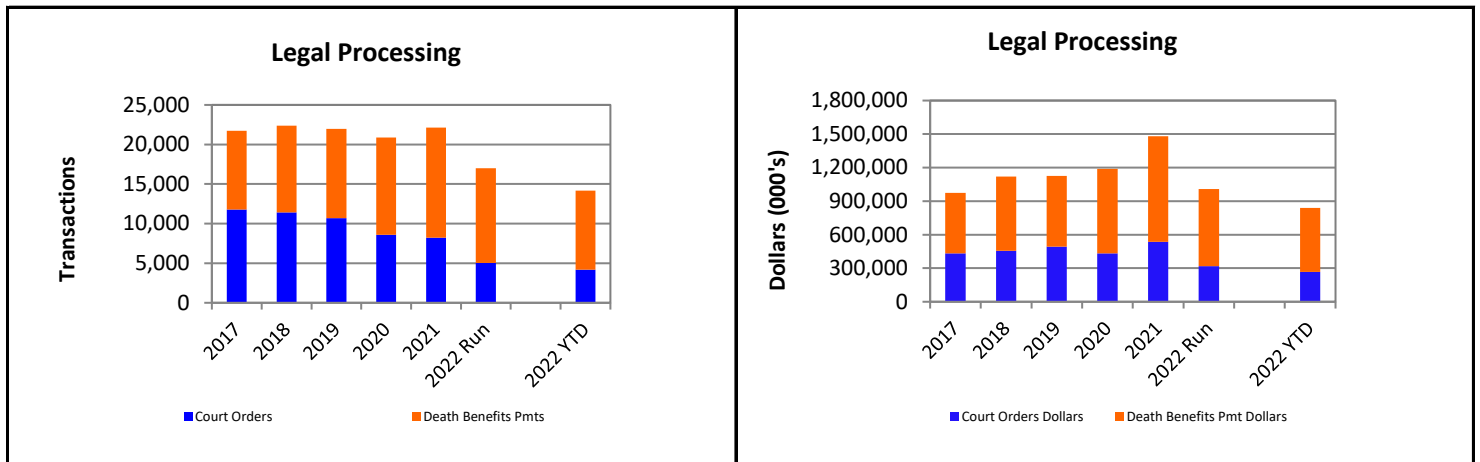 Legal Processing
Transactions
25,000
20,000
15,000
10,000
5,000
0
2017
2018
2019
2020
2021
2022 Run
2022 YTD
Court Orders
Death Benefits Pmts
Legal Processing
Dollars (000's)
1,800,000
1,500,000
1,200,000
900,000
600,000
300,000
0
2017
2018
2019
2020
2021
2022 Run
2022 YTD
Court Orders Dollars
Death Benefits Pmt Dollars